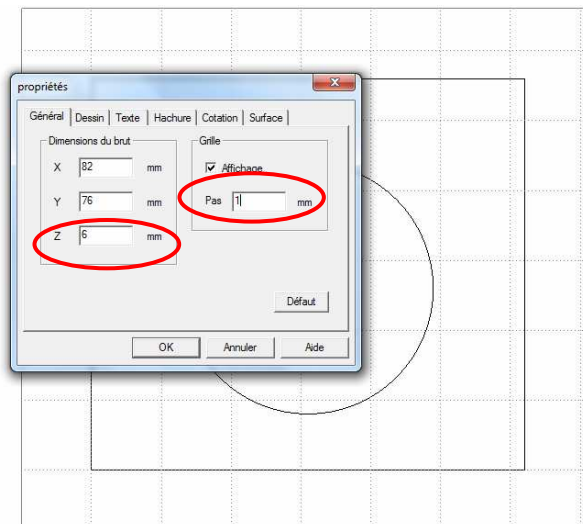 propriétés
Général Dessin Texte Hachure Cotation Surface
Dimensions du brut
X 82 mm
Y 76 mm
Z 6 mm
Grille
Affichage
Pas 1 mm
Défaut
OK Annuler Aide